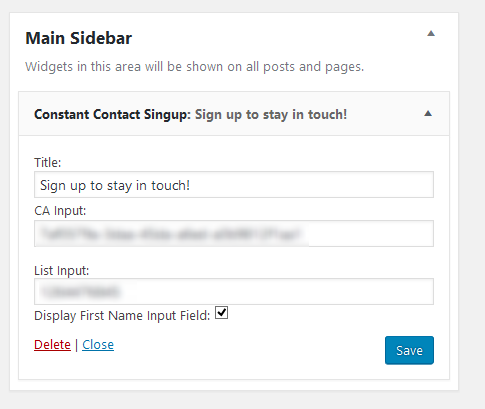 Main Sidebar
Widgets in this area will be shown on all posts and pages.
Constant Contact Singup: Sign up to stay in touch!
Title:
Sign up to stay in touch!
CA Input:
List Input:
Display First Name Input Field:
Delete | Close
Save